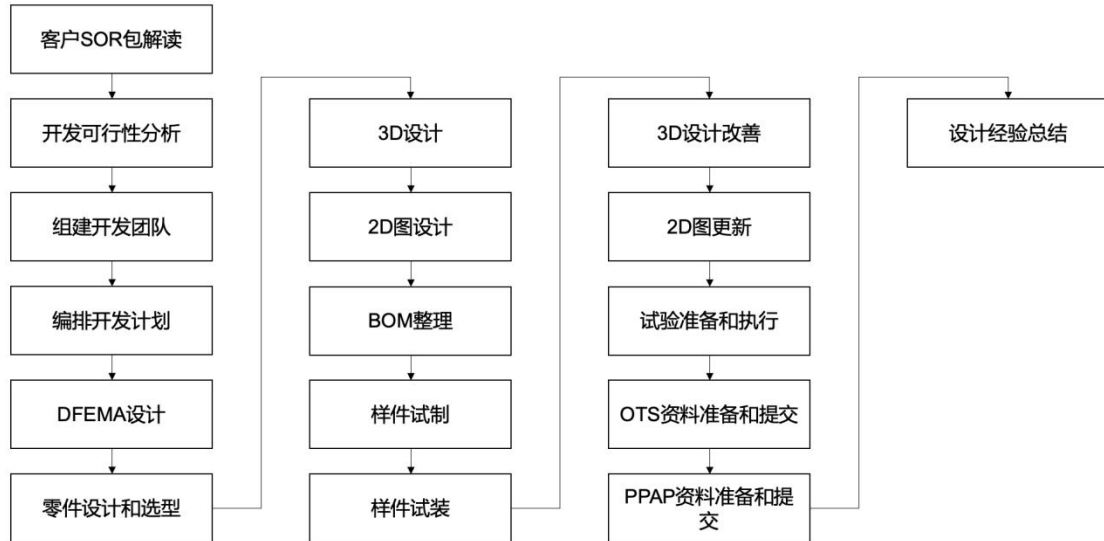 客户SOR包解读
开发可行性分析
组建开发团队
编排开发计划
DFEMA设计
零件设计和选型
3D设计
2D图设计
BOM整理
样件试制
样件试装
3D设计改善
2D图更新
试验准备和执行
OTS资料准备和提交
PPAP资料准备和提
交
设计经验总结